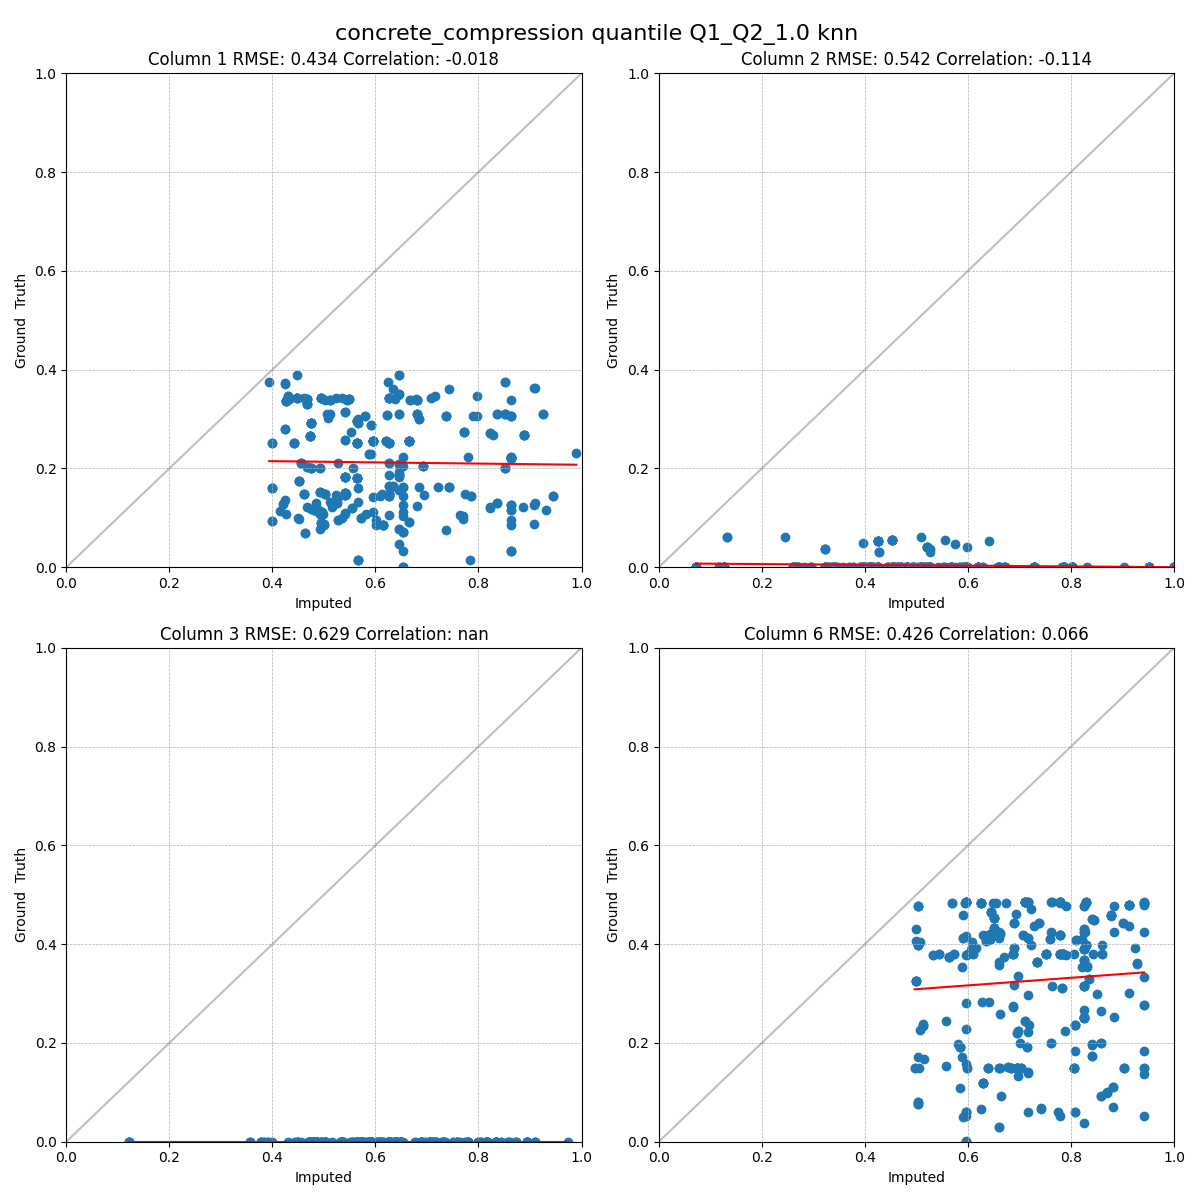 concrete_compression quantile Q1_Q2_1.0 knn
Column 1 RMSE: 0.434 Correlation: -0.018
1.0
0.8
0.6
0.4
0.2
0.0
Ground  Truth
0.0 0.2 0.4 0.6 0.8 1.0
Imputed
Column 2 RMSE: 0.542 Correlation: -0.114
1.0
0.8
0.6
0.4
0.2
0.0
Ground  Truth
0.0 0.2 0.4 0.6 0.8 1.0
Imputed
Column 3 RMSE: 0.629 Correlation: nan
1.0
0.8
0.6
0.4
0.2
0.0
Ground  Truth
0.0 0.2 0.4 0.6 0.8 1.0
Imputed
Column 6 RMSE: 0.426 Correlation: 0.066
1.0
0.8
0.6
0.4
0.2
0.0
Ground  Truth
0.0 0.2 0.4 0.6 0.8 1.0
Imputed